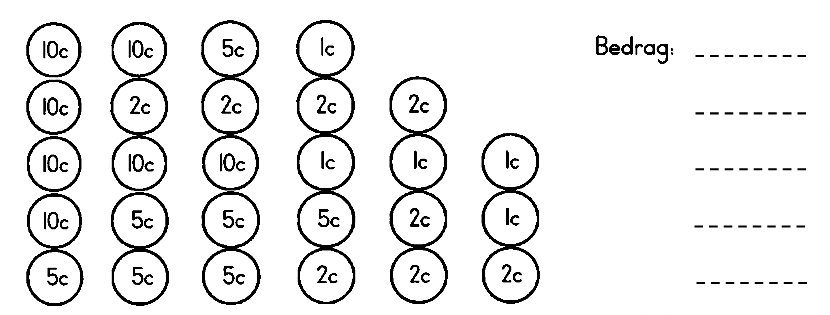 10c 10c 5c 1c Bedrag:
10c 2c 2c 2c 2c
10c 10c 10c 1c 1c 1c
10c 5c 5c 5c 2c 1c
5c 5c 5c 2c 2c 2c